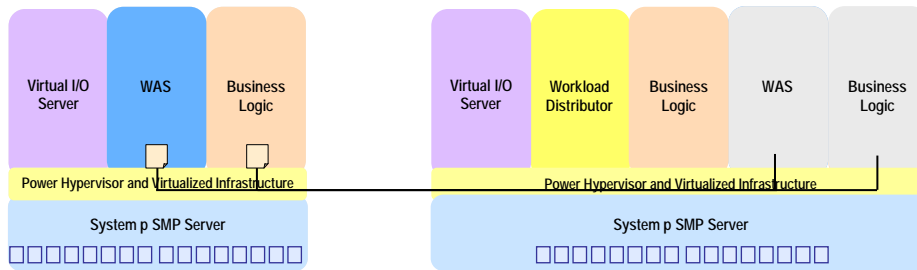 Virtual I/O
Server
WAS
Business
Logic
Power Hypervisor and Virtualized Infrastructure
System p SMP Server
Virtual I/O
Server
Workload
Distributor
Business
Logic
WAS
Business
Logic
Power Hypervisor and Virtualized Infrastructure
System p SMP Server